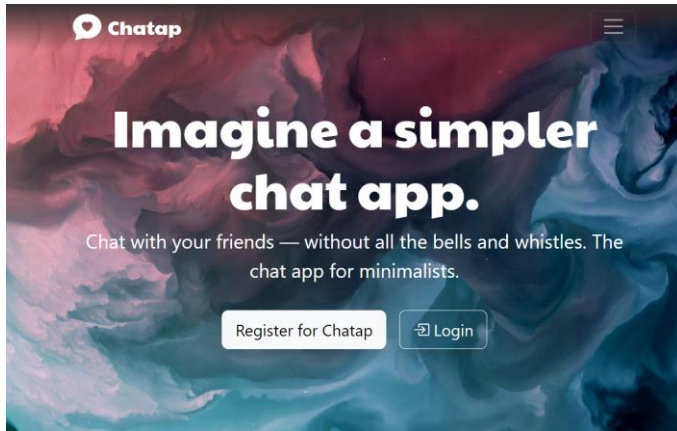 Chatap
Imagine a simpler
chat app.
Chat with your friends — without all the bells and whistles. The
chat app for minimalists.
Register for Chatap
Login